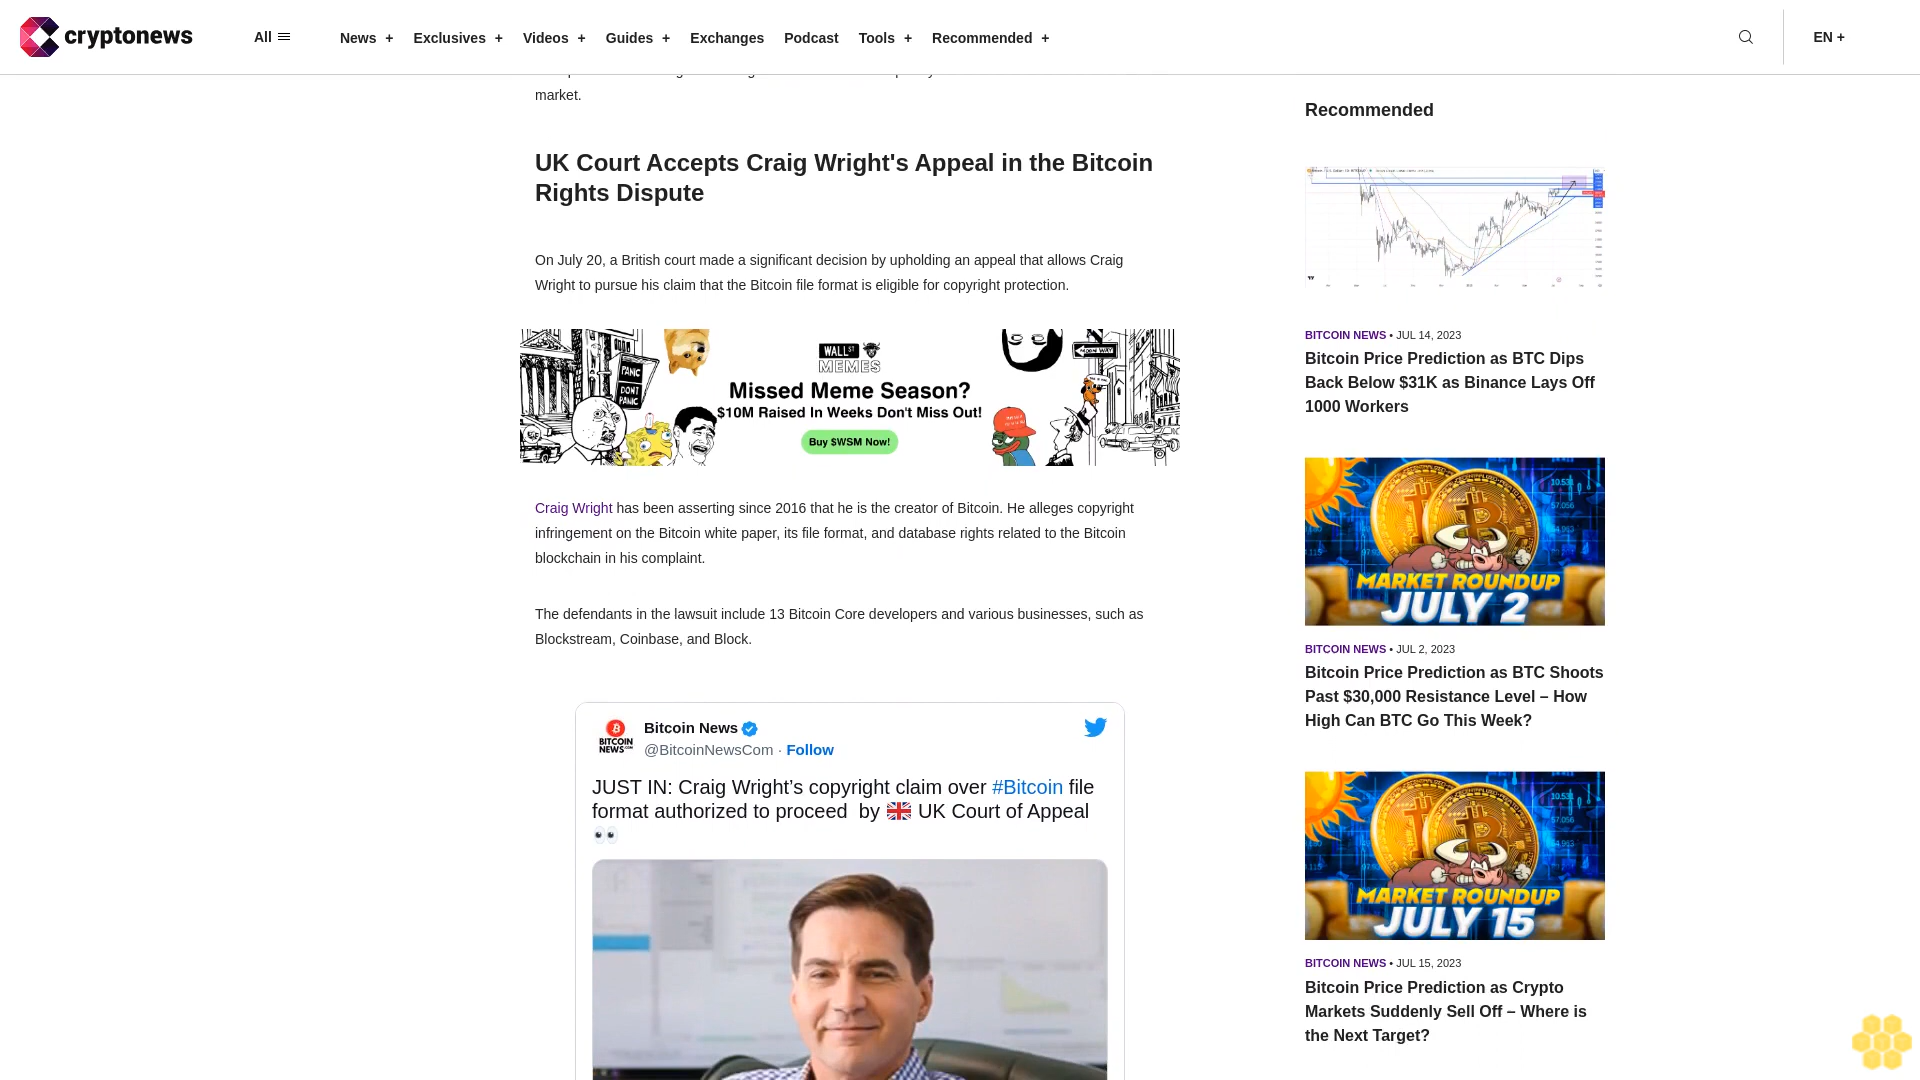 cryptonews
All
News +
Exclusives +
Videos +
Guides +
Exchanges
Podcast
Tools +
Recommended +
EN +
market.
UK Court Accepts Craig Wright's Appeal in the Bitcoin
Rights Dispute
On July 20, a British court made a significant decision by upholding an appeal that allows Craig
Wright to pursue his claim that the Bitcoin file format is eligible for copyright protection.
PANIC
DON'T
PANIC
WALL ST
MEMES
Missed Meme Season?
$10M Raised In Weeks Don't Miss Out!
Buy $WSM Now!
Craig Wright has been asserting since 2016 that he is the creator of Bitcoin. He alleges copyright
infringement on the Bitcoin white paper, its file format, and database rights related to the Bitcoin
blockchain in his complaint.
The defendants in the lawsuit include 13 Bitcoin Core developers and various businesses, such as
Blockstream, Coinbase, and Block.
BITCOIN
NEWS
Bitcoin News
@BitcoinNewsCom · Follow
JUST IN: Craig Wright’s copyright claim over #Bitcoin file
format authorized to proceed  by 🇬🇧 UK Court of Appeal
👀
Recommended
BITCOIN NEWS • JUL 14, 2023
Bitcoin Price Prediction as BTC Dips
Back Below $31K as Binance Lays Off
1000 Workers
MARKET ROUNDUP
JULY 2
BITCOIN NEWS • JUL 2, 2023
Bitcoin Price Prediction as BTC Shoots
Past $30,000 Resistance Level – How
High Can BTC Go This Week?
MARKET ROUNDUP
JULY 15
BITCOIN NEWS • JUL 15, 2023
Bitcoin Price Prediction as Crypto
Markets Suddenly Sell Off – Where is
the Next Target?